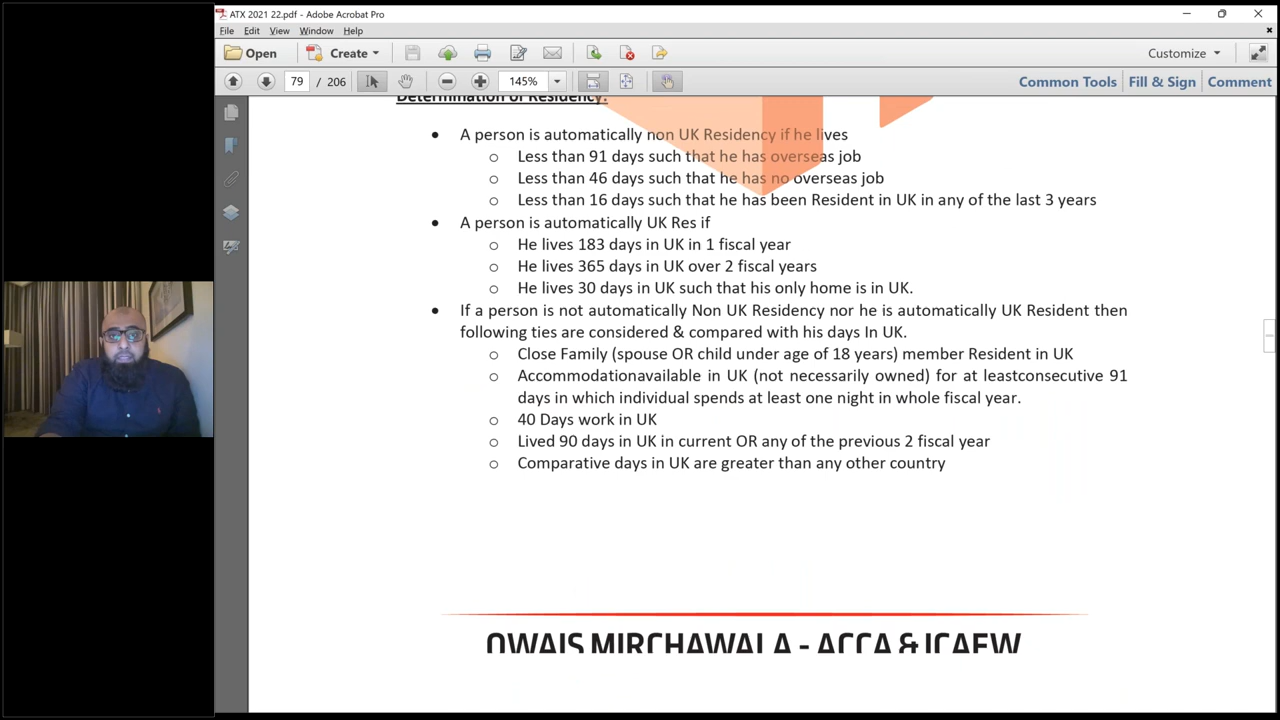 ATX 2021 22.pdf - Adobe Acrobat Pro
File Edit View Window Help
Open Create Customize
79 / 206 145% Common Tools Fill & Sign Comment
Determination of Residency:
• A person is automatically non UK Residency if he lives
o Less than 91 days such that he has overseas job
o Less than 46 days such that he has no overseas job
o Less than 16 days such that he has been Resident in UK in any of the last 3 years
• A person is automatically UK Res if
o He lives 183 days in UK in 1 fiscal year
o He lives 365 days in UK over 2 fiscal years
o He lives 30 days in UK such that his only home is in UK.
• If a person is not automatically Non UK Residency nor he is automatically UK Resident then
following ties are considered & compared with his days In UK.
o Close Family (spouse OR child under age of 18 years) member Resident in UK
o Accommodationavailable in UK (not necessarily owned) for at leastconsecutive 91
days in which individual spends at least one night in whole fiscal year.
o 40 Days work in UK
o Lived 90 days in UK in current OR any of the previous 2 fiscal year
o Comparative days in UK are greater than any other country
OWAIS MIRCHAWALA - ACCA & ICAEW